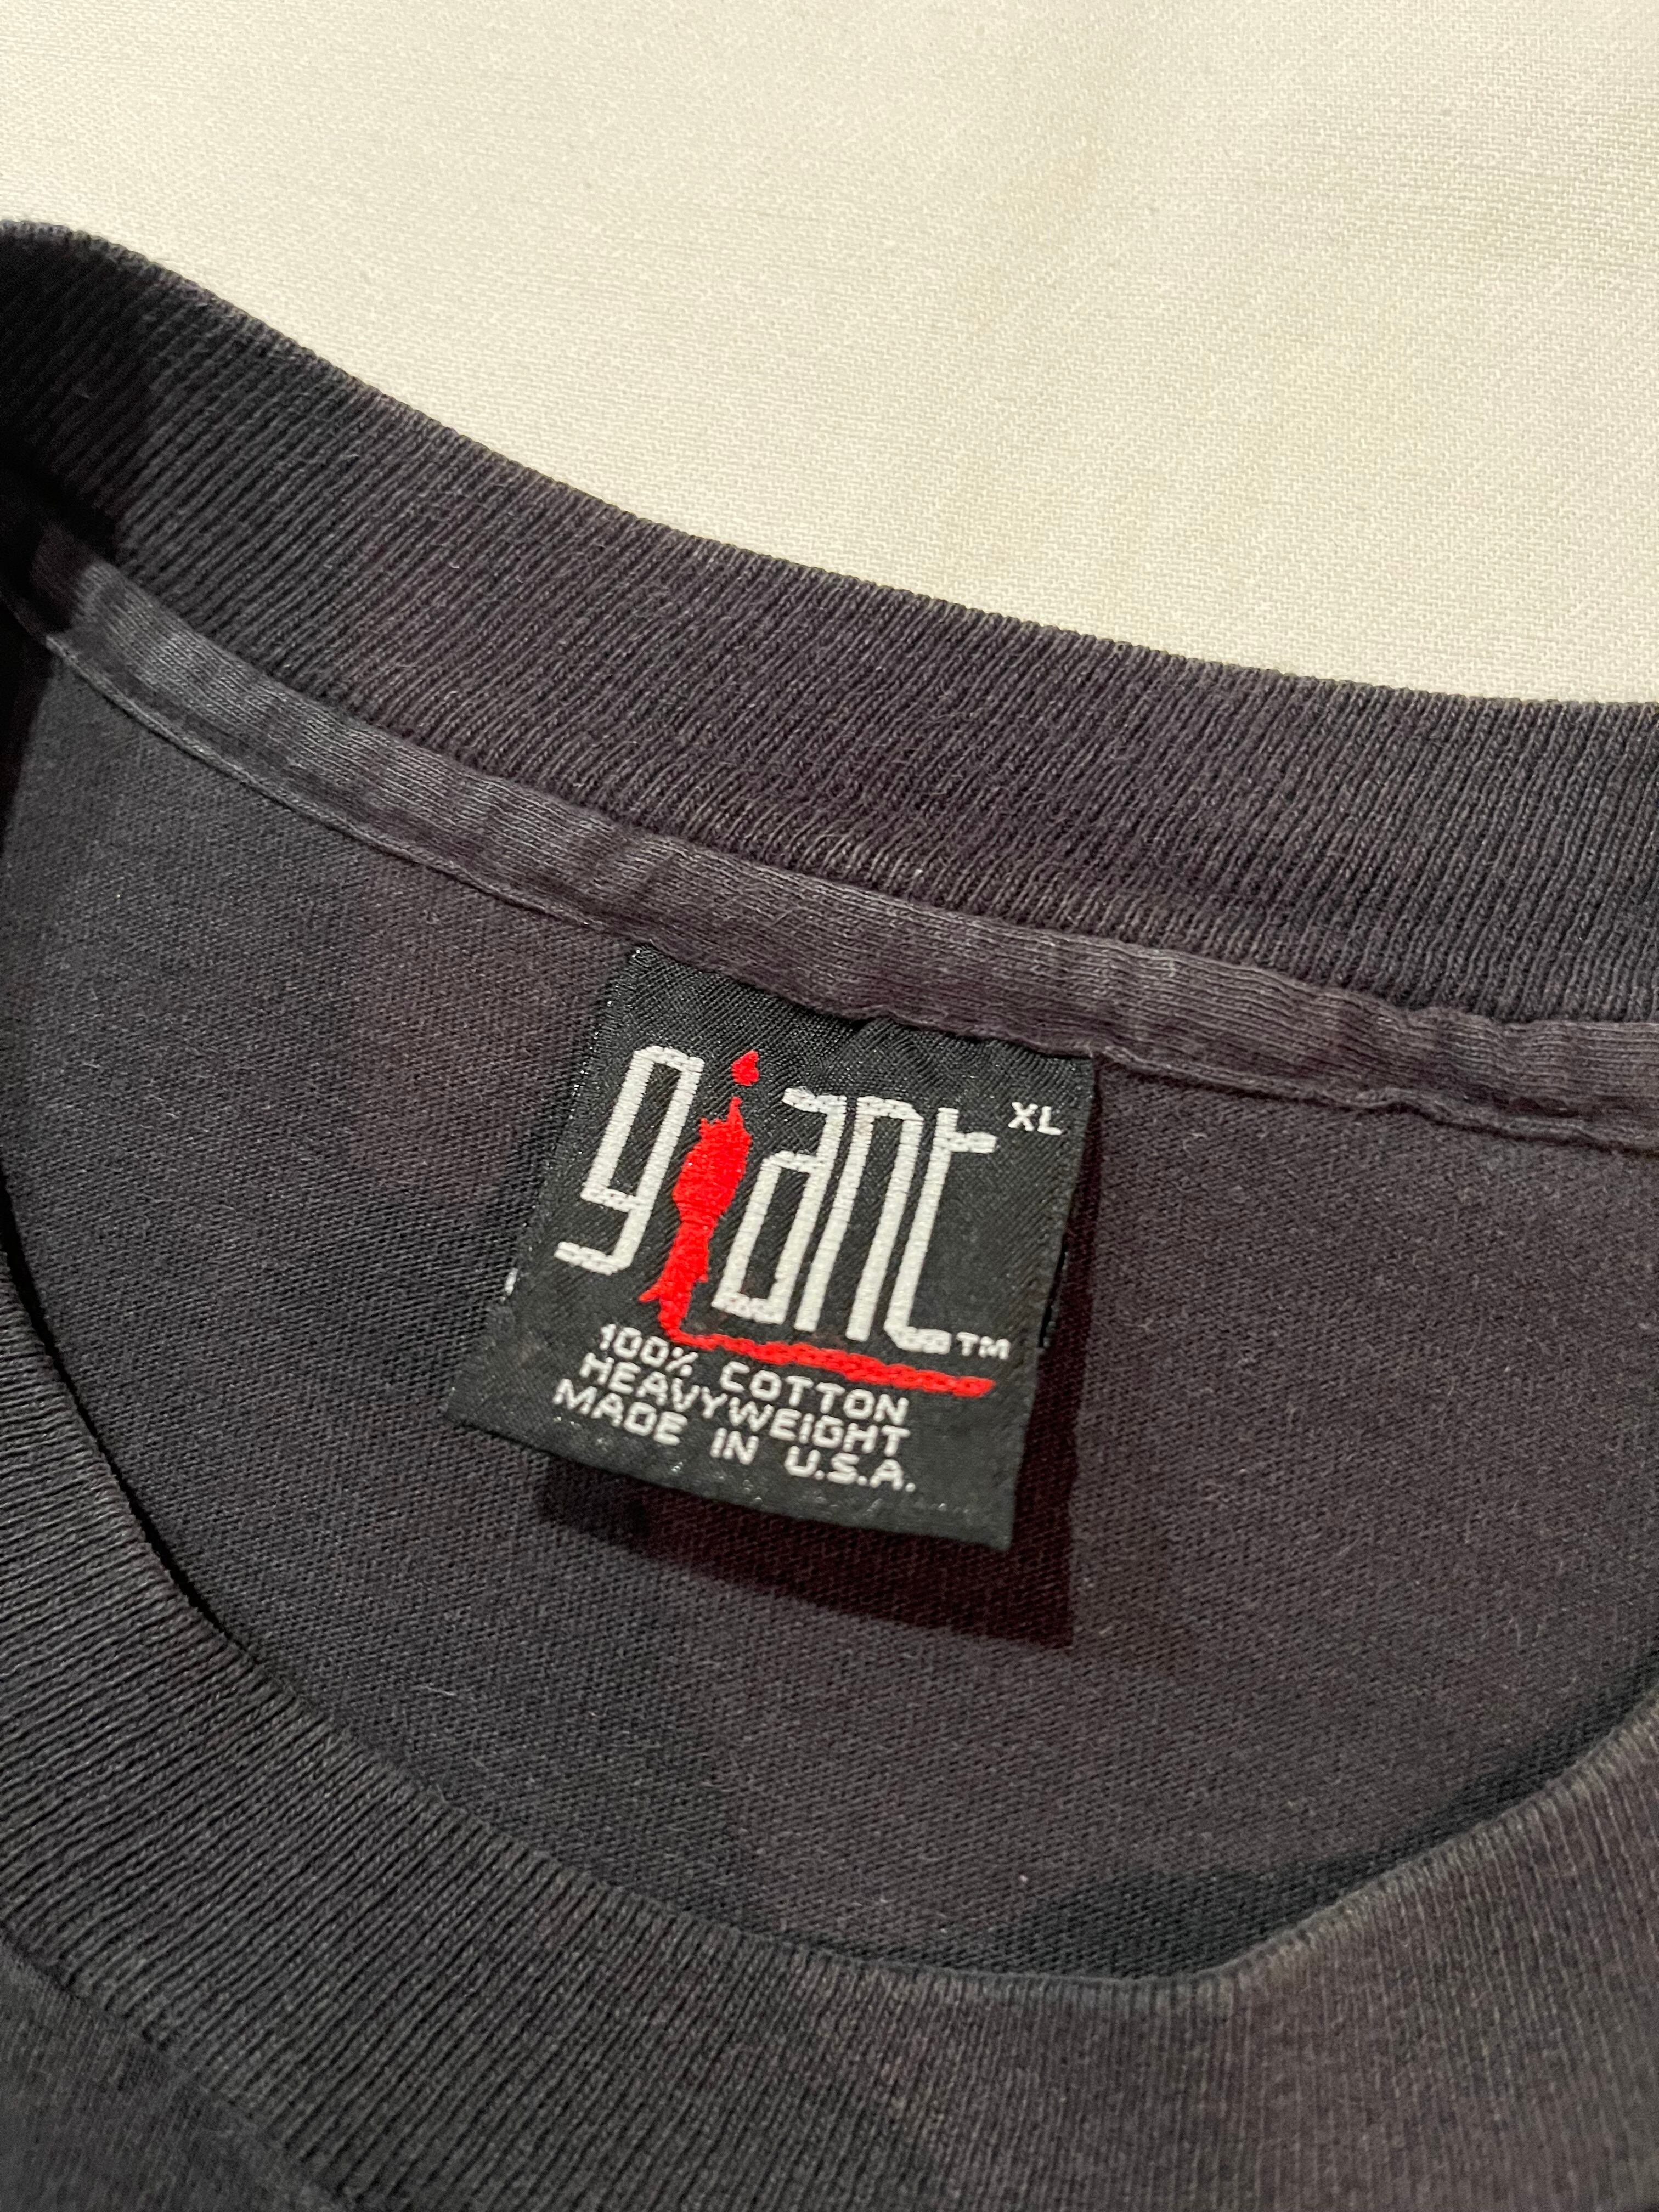 giant XL
TM
100% COTTON
HEAVYWEIGHT
MADE IN U.S.A.